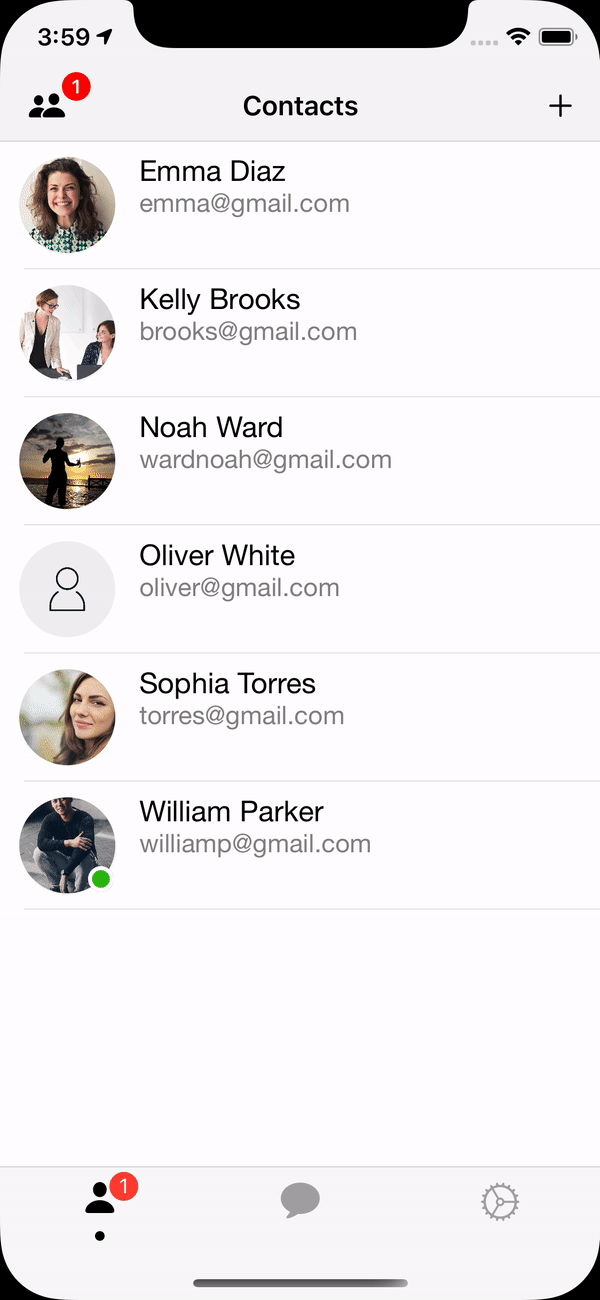 3:59
1
Contacts
+
Emma Diaz
emma@gmail.com
Kelly Brooks
brooks@gmail.com
Noah Ward
wardnoah@gmail.com
Oliver White
oliver@gmail.com
Sophia Torres
torres@gmail.com
William Parker
williamp@gmail.com
1